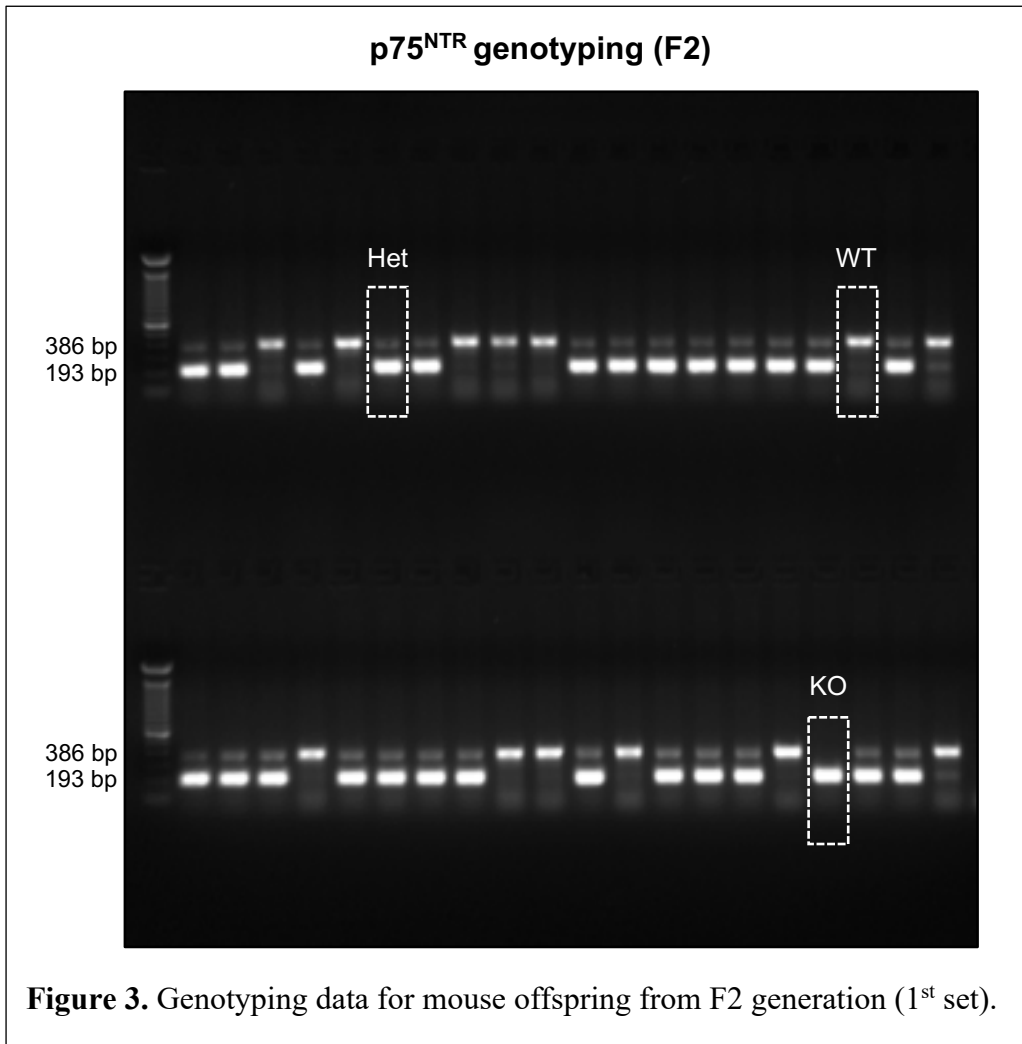 p75NTR genotyping (F2)
Het
WT
386 bp
193 bp
KO
386 bp
193 bp
Figure 3. Genotyping data for mouse offspring from F2 generation (1st set).